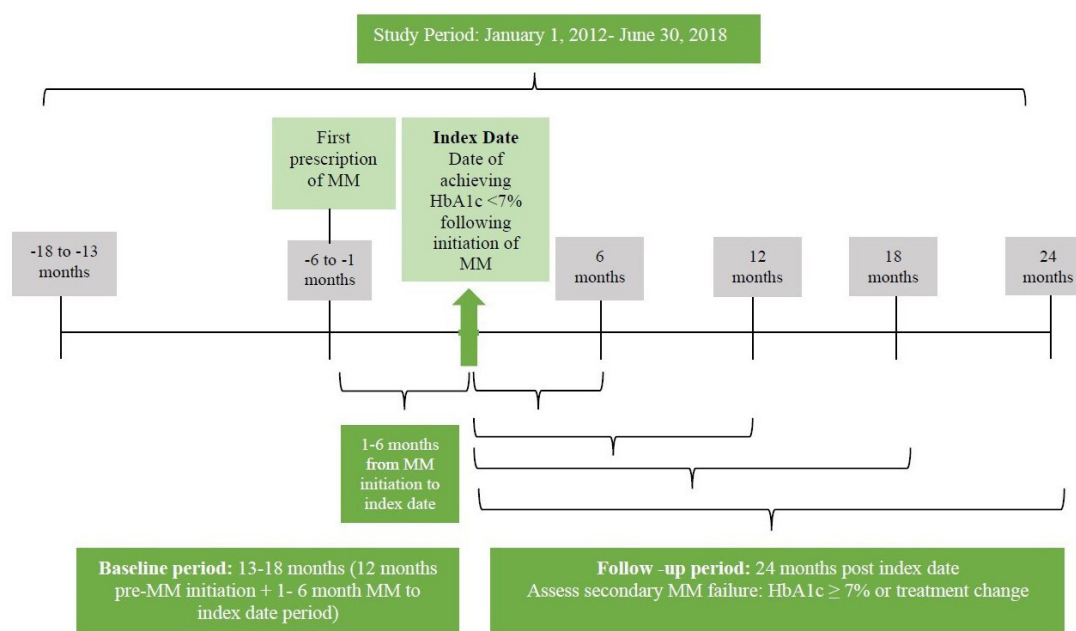 Study Period: January 1, 2012- June 30, 2018
First
prescription
of MM
Index Date
Date of
achieving
HbA1c <7%
following
initiation of
MM
-18 to -13
months
-6 to -1
months
6
months
12
months
18
months
24
months
1-6 months
from MM
initiation to
index date
Baseline period: 13-18 months (12 months
pre-MM initiation + 1- 6 month MM to
index date period)
Follow -up period: 24 months post index date
Assess secondary MM failure: HbA1c ≥ 7% or treatment change